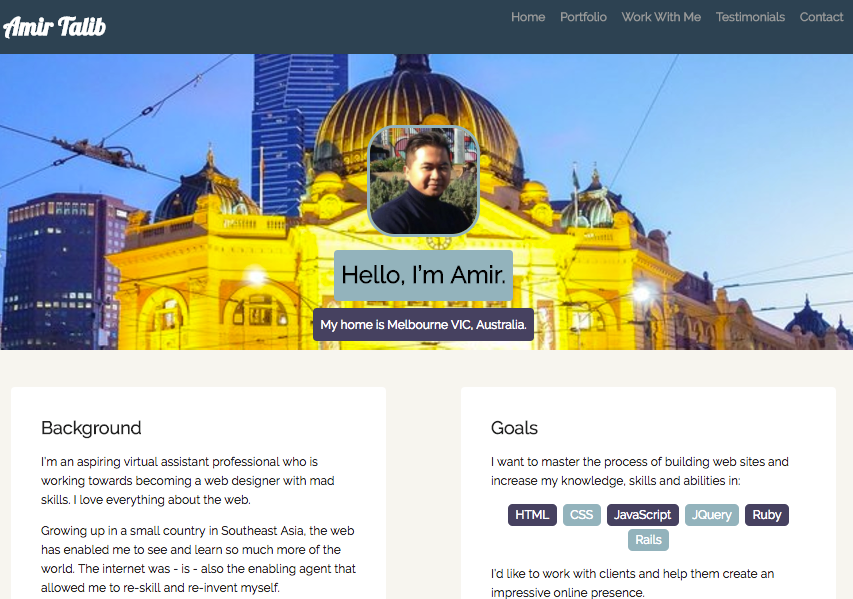 Amir Talib
Home Portfolio Work With Me Testimonials Contact
Hello, I'm Amir.
My home is Melbourne VIC, Australia.
Background
I'm an aspiring virtual assistant professional who is
working towards becoming a web designer with mad
skills. I love everything about the web.
Growing up in a small country in Southeast Asia, the web
has enabled me to see and learn so much more of the
world. The internet was - is - also the enabling agent that
allowed me to re-skill and re-invent myself.
Goals
I want to master the process of building web sites and
increase my knowledge, skills and abilities in:
HTML CSS JavaScript JQuery Ruby
Rails
I'd like to work with clients and help them create an
impressive online presence.